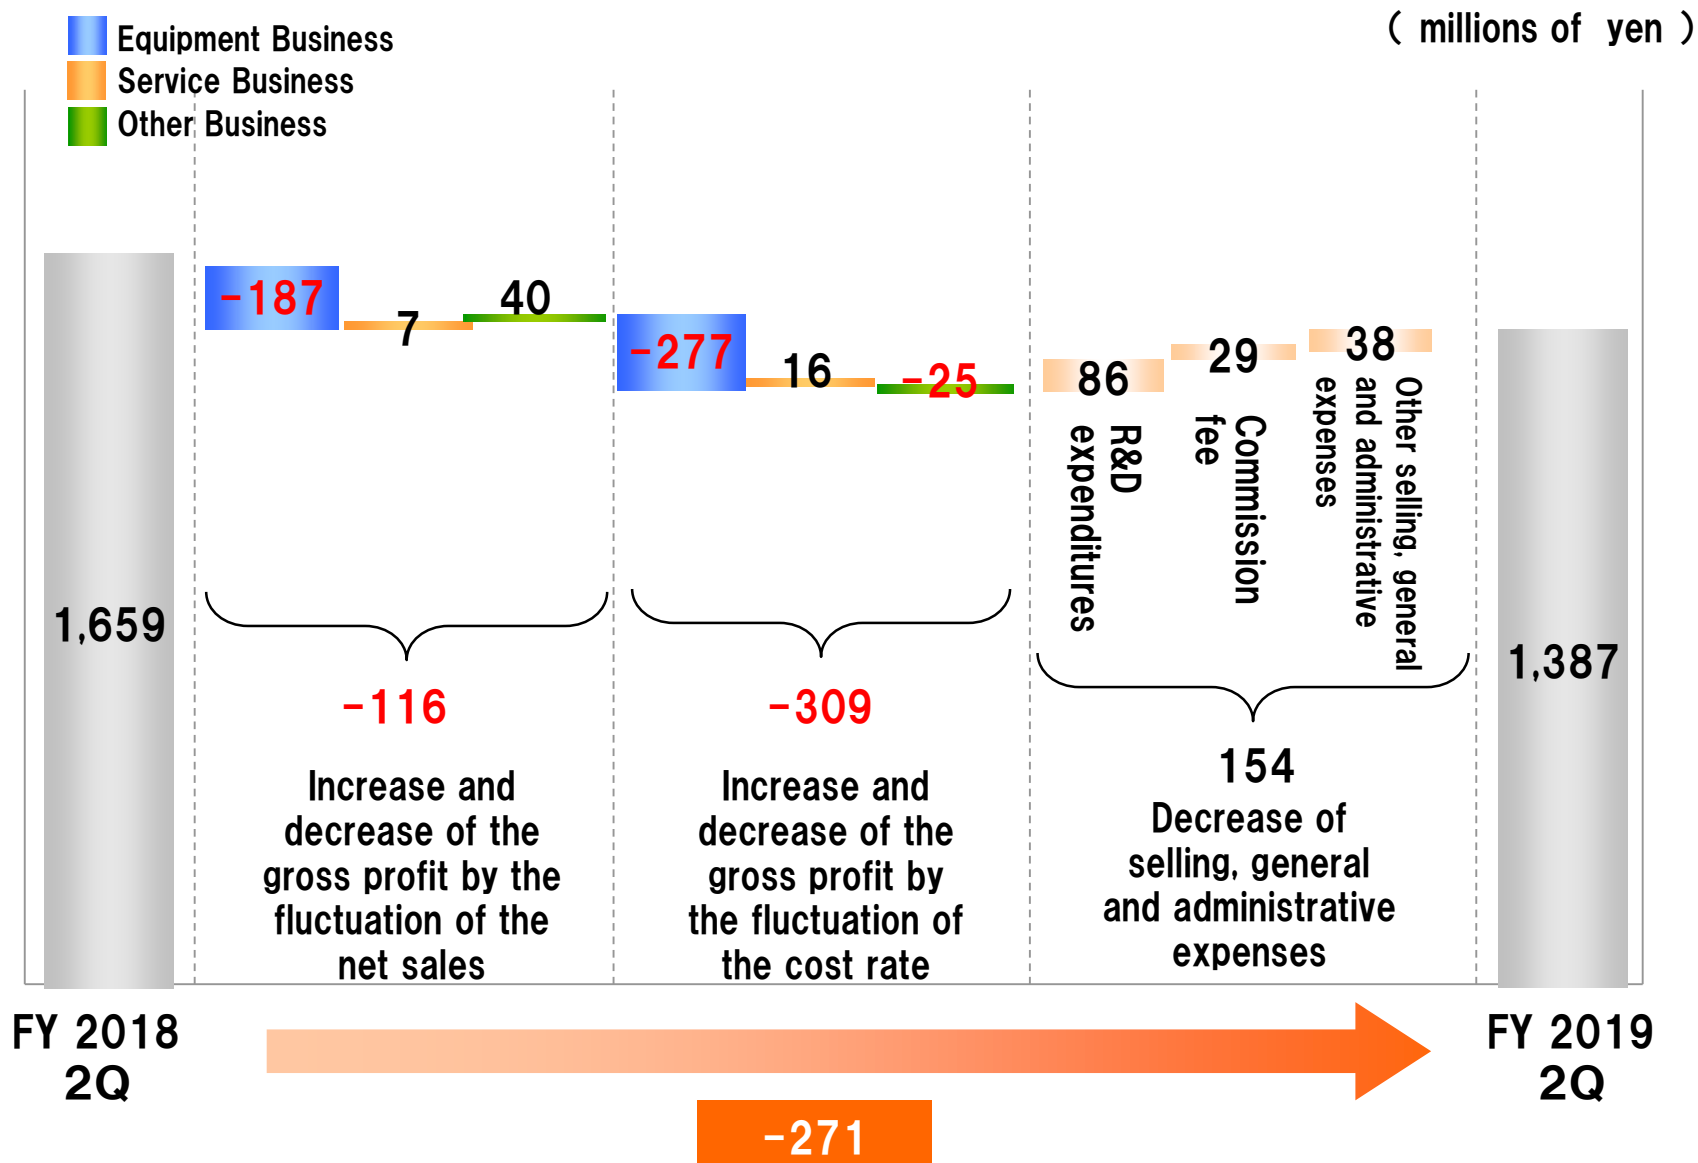 ( millions of yen )
Equipment Business
Service Business
Other Business
1,659
-187
7
40
-277
16
-25
86
29
38
R&D
expenditures
Commission
fee
Other selling, general
and administrative
expenses
1,387
-116
Increase and
decrease of the
gross profit by the
fluctuation of the
net sales
-309
Increase and
decrease of the
gross profit by
the fluctuation of
the cost rate
154
Decrease of
selling, general
and administrative
expenses
FY 2018
2Q
FY 2019
2Q
-271